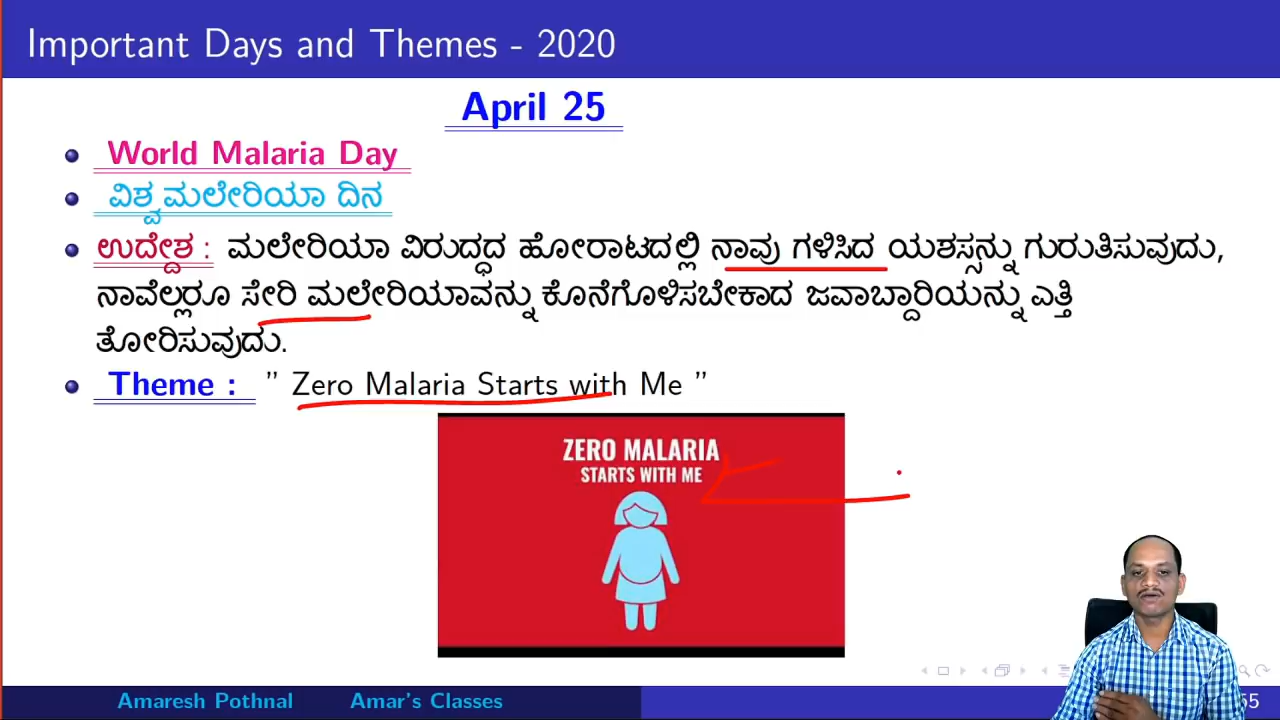 Important Days and Themes - 2020
April 25
World Malaria Day
ವಿಶ್ವ ಮಲೇರಿಯಾ ದಿನ
ಉದ್ದೇಶ : ಮಲೇರಿಯಾ ವಿರುದ್ಧದ ಹೋರಾಟದಲ್ಲಿ ನಾವು ಗಳಿಸಿದ ಯಶಸ್ಸನ್ನು ಗುರುತಿಸುವುದು,
ನಾವೆಲ್ಲರೂ ಸೇರಿ ಮಲೇರಿಯಾವನ್ನು ಕೊನೆಗೊಳಿಸಬೇಕಾದ ಜವಾಬ್ದಾರಿಯನ್ನು ಎತ್ತಿ
ತೋರಿಸುವುದು.
Theme : " Zero Malaria Starts with Me "
ZERO MALARIA
STARTS WITH ME
Amaresh Pothnal Amar's Classes